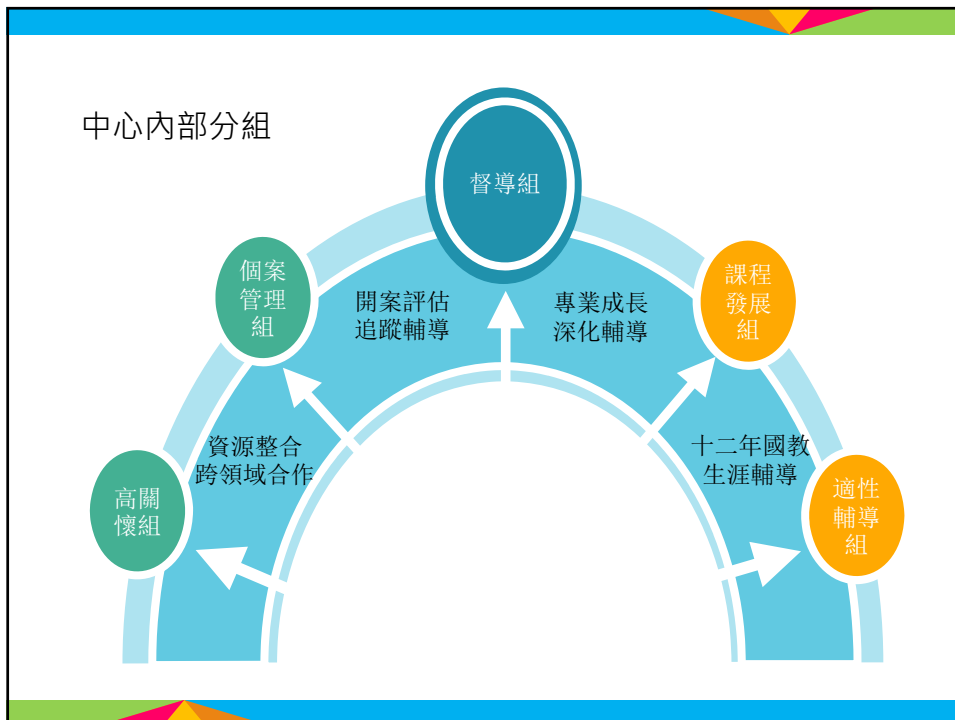 中心內部分組
督導組
個案
管理
組
開案評估
追蹤輔導
專業成長
深化輔導
課程
發展
組
資源整合
跨領域合作
十二年國教
生涯輔導
高關
懷組
適性
輔導
組